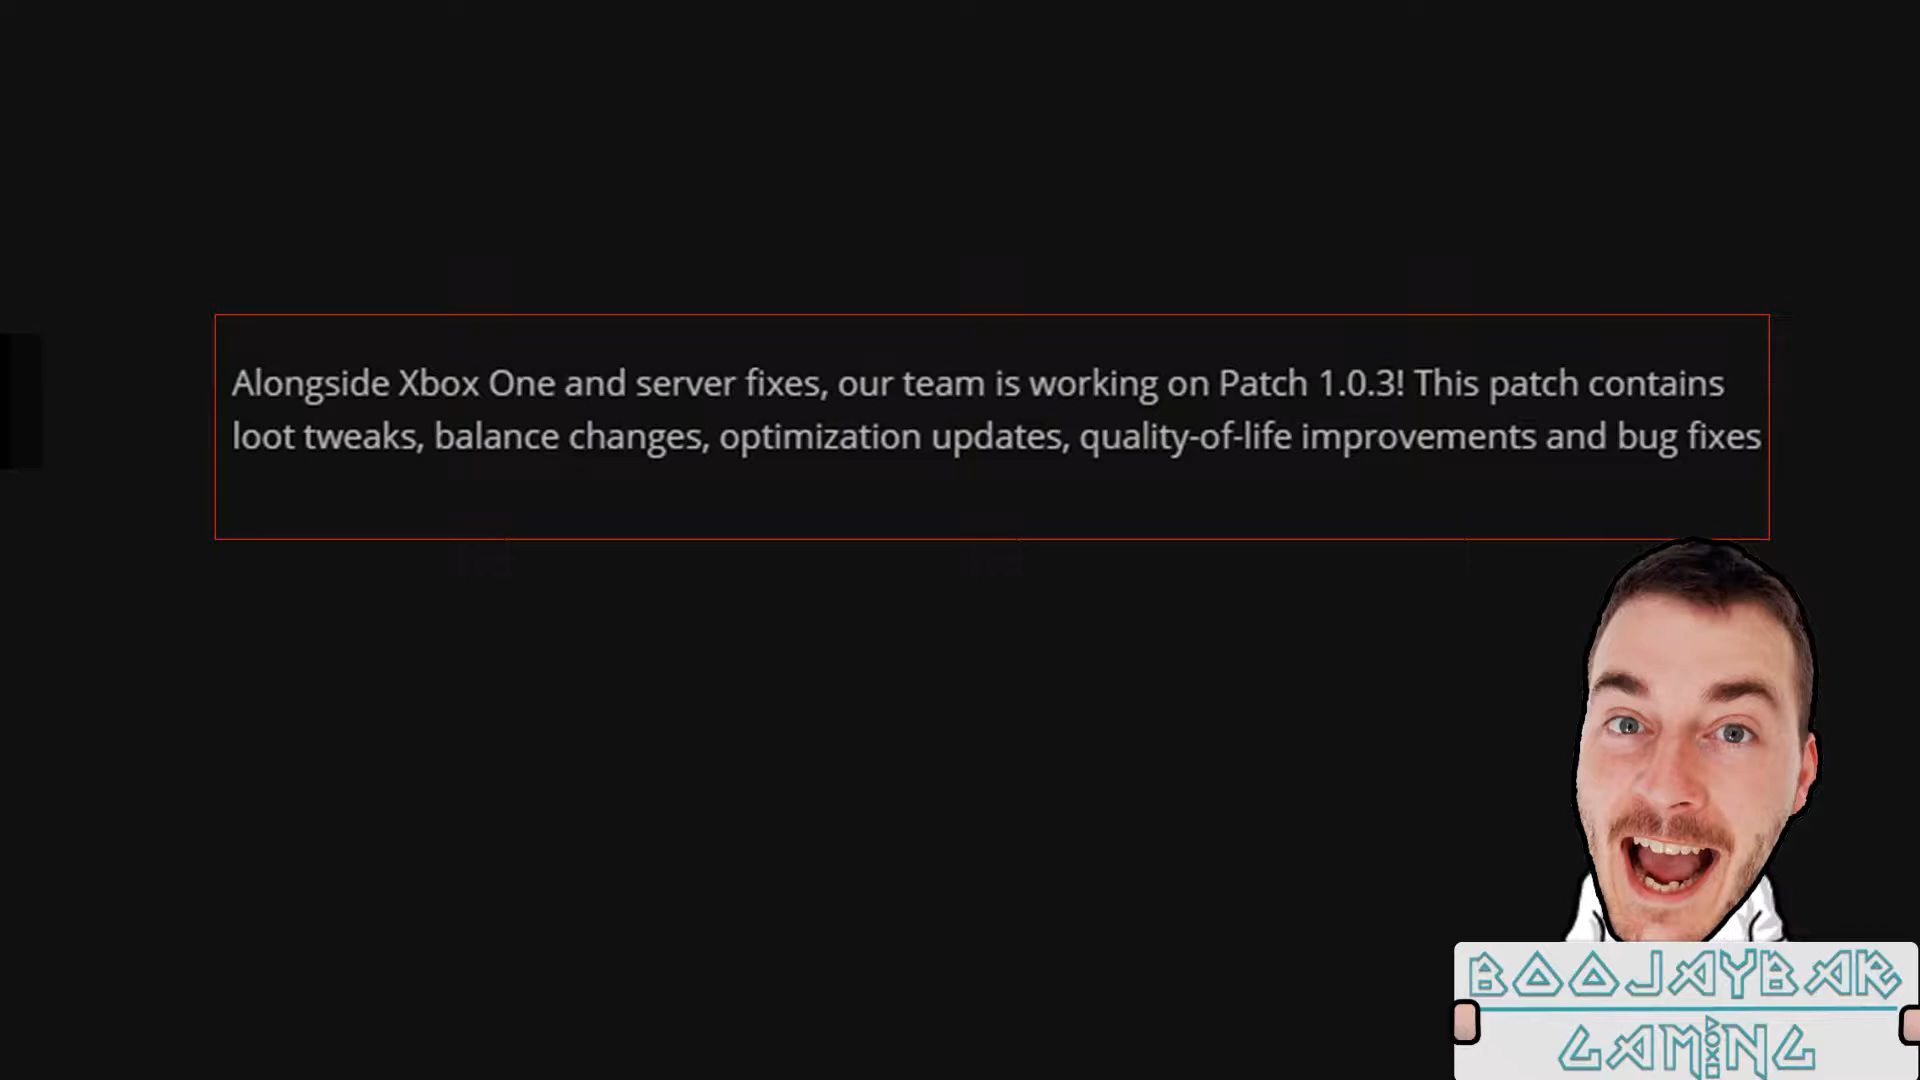 Alongside Xbox One and server fixes, our team is working on Patch 1.0.3! This patch contains
loot tweaks, balance changes, optimization updates, quality-of-life improvements and bug fixes
BOOJAYBAR
GAMING